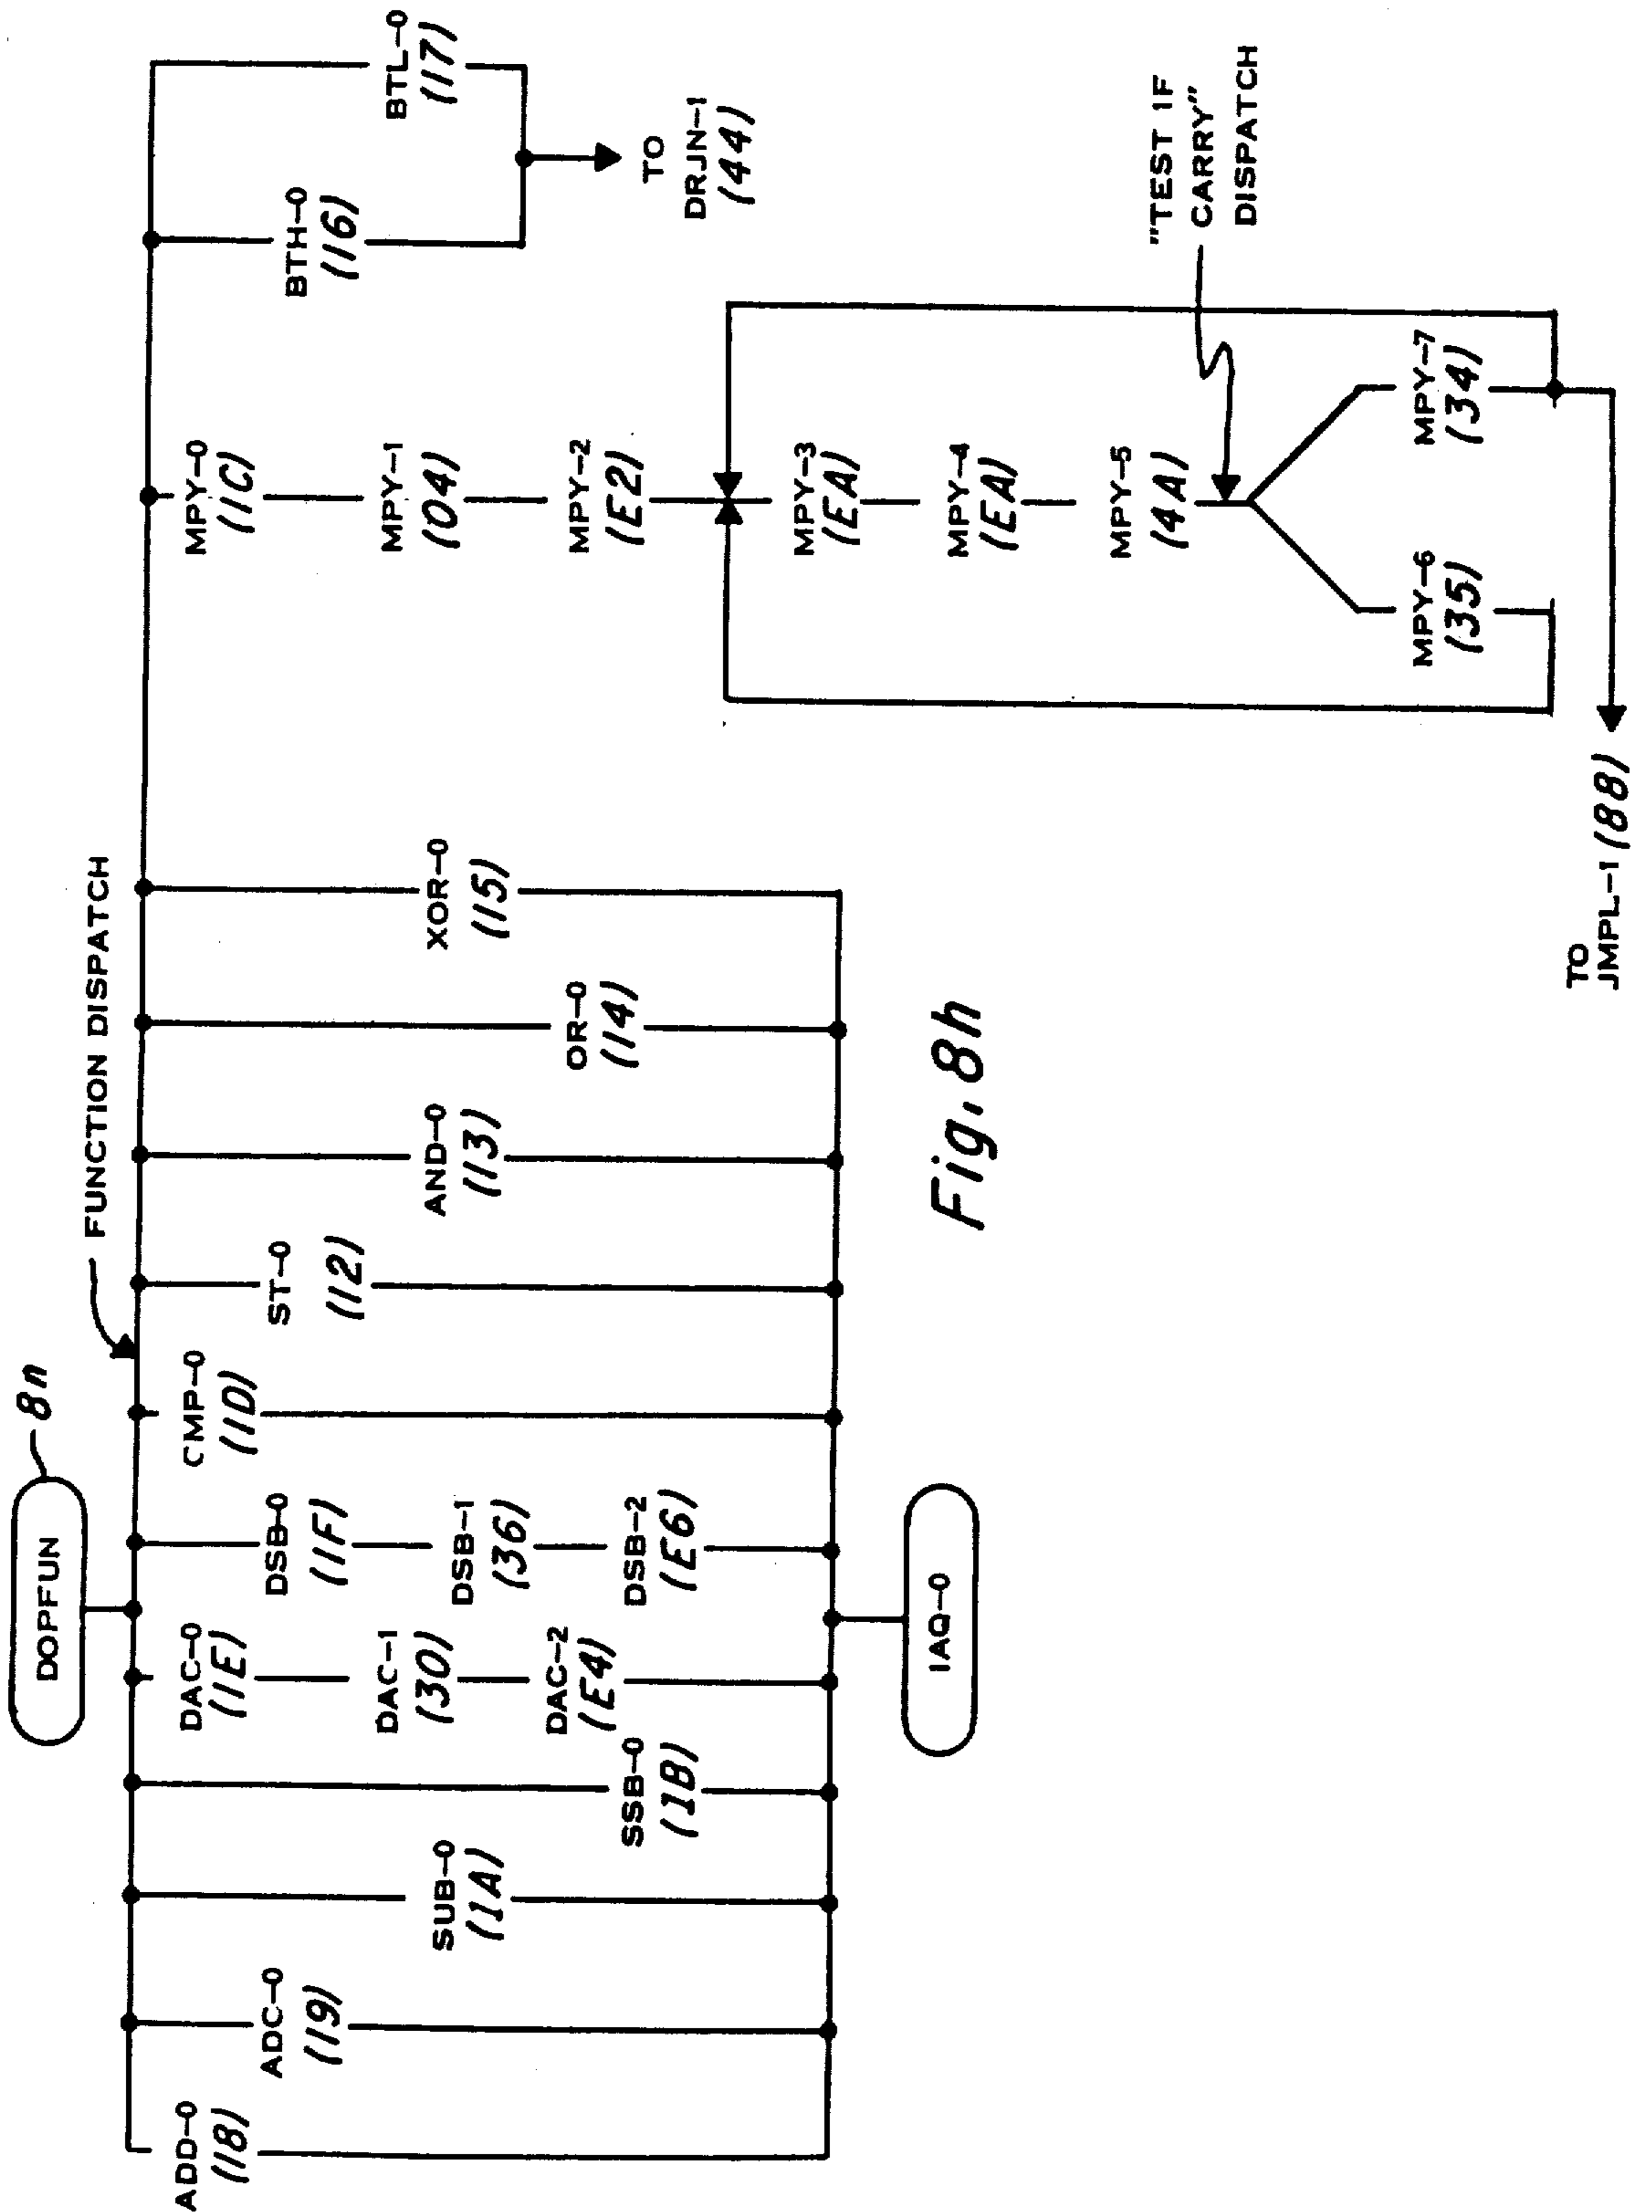 DOPFUN
8n
FUNCTION DISPATCH
ADD-0
(18)
ADC-0
(19)
SUB-0
(1A)
SSB-0
(1B)
DAC-0
(1E)
DAC-1
(30)
DAC-2
(E4)
DSB-0
(1F)
DSB-1
(36)
DSB-2
(E6)
CMP-0
(1D)
ST-0
(12)
AND-0
(13)
OR-0
(14)
XOR-0
(15)
IAQ-0
MPY-0
(1C)
MPY-1
(04)
MPY-2
(E2)
MPY-3
(EA)
MPY-4
(EA)
MPY-5
(4A)
MPY-6
(35)
MPY-7
(34)
"TEST IF
CARRY"
DISPATCH
BTH-0
(16)
BTL-0
(17)
TO
DRJN-1
(44)
TO
JMPL-1 (88)
Fig. 8h